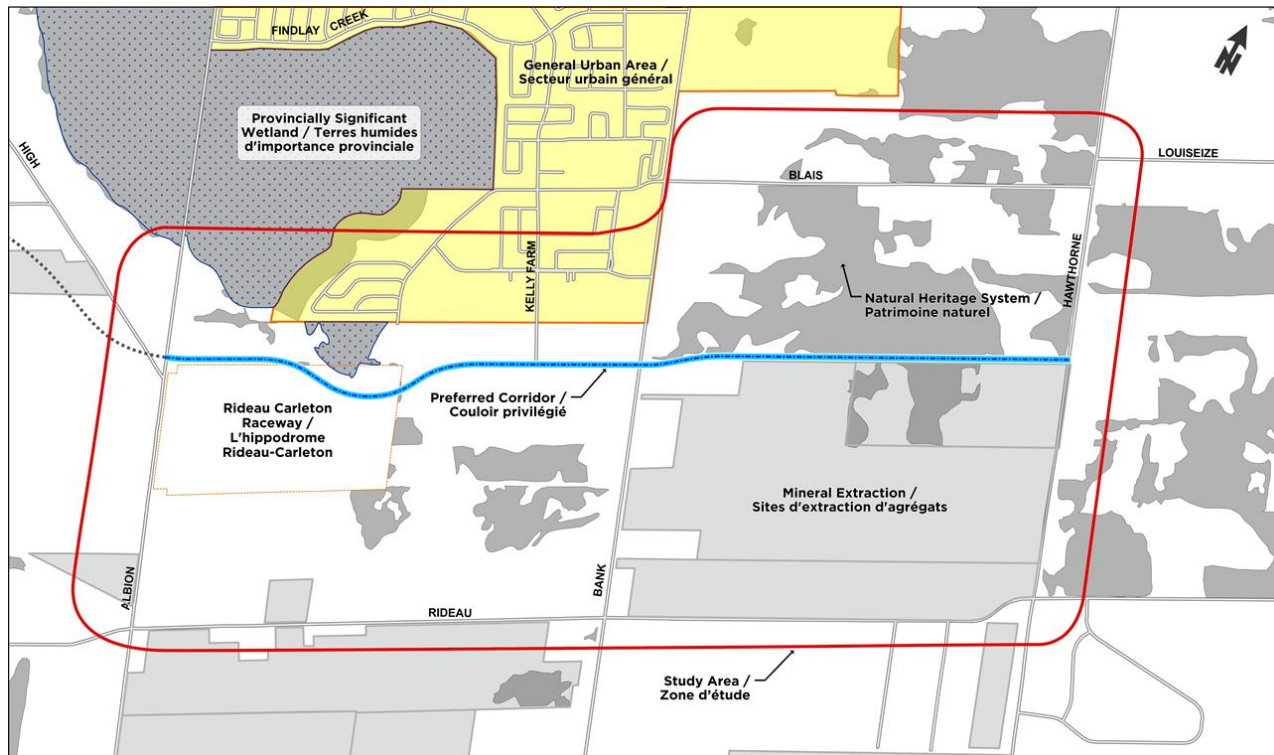 FINDLAY CREEK
General Urban Area /
Secteur urbain général
N
Provincially Significant
Wetland / Terres humides
d'importance provinciale
HIGH
LOUISEIZE
BLAIS
KELLY FARM
HAWTHORNE
Natural Heritage System /
Patrimoine naturel
Preferred Corridor /
Couloir privilégié
Rideau Carleton
Raceway /
L'hippodrome
Rideau-Carleton
Mineral Extraction /
Sites d'extraction d'agrégats
ALBION
BANK
RIDEAU
Study Area /
Zone d'étude